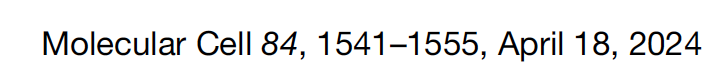 Molecular Cell 84, 1541–1555, April 18, 2024